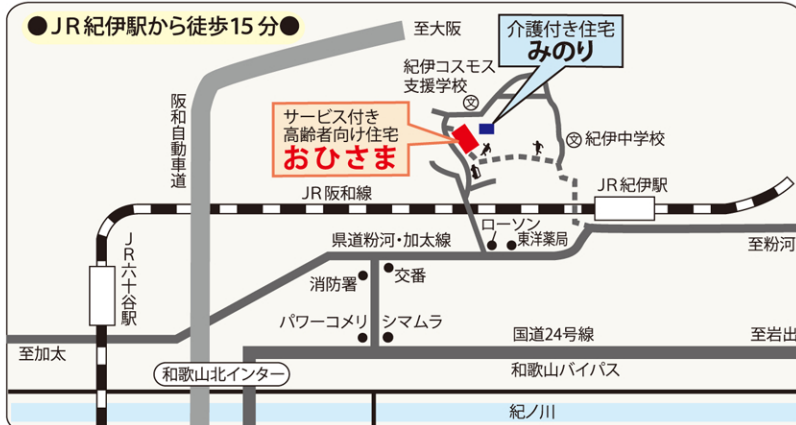 ●JR紀伊駅から徒歩15分●
至大阪
介護付き住宅
みのり
紀伊コスモス
支援学校
文
阪和自動車道
サービス付き
高齢者向け住宅
おひさま
文紀伊中学校
JR阪和線
JR紀伊駅
ローソン
東洋薬局
県道粉河・加太線
至粉河
JR六十谷駅
消防署
交番
パワーコメリ
シマムラ
国道24号線
至岩出
至加太
和歌山北インター
和歌山バイパス
紀ノ川